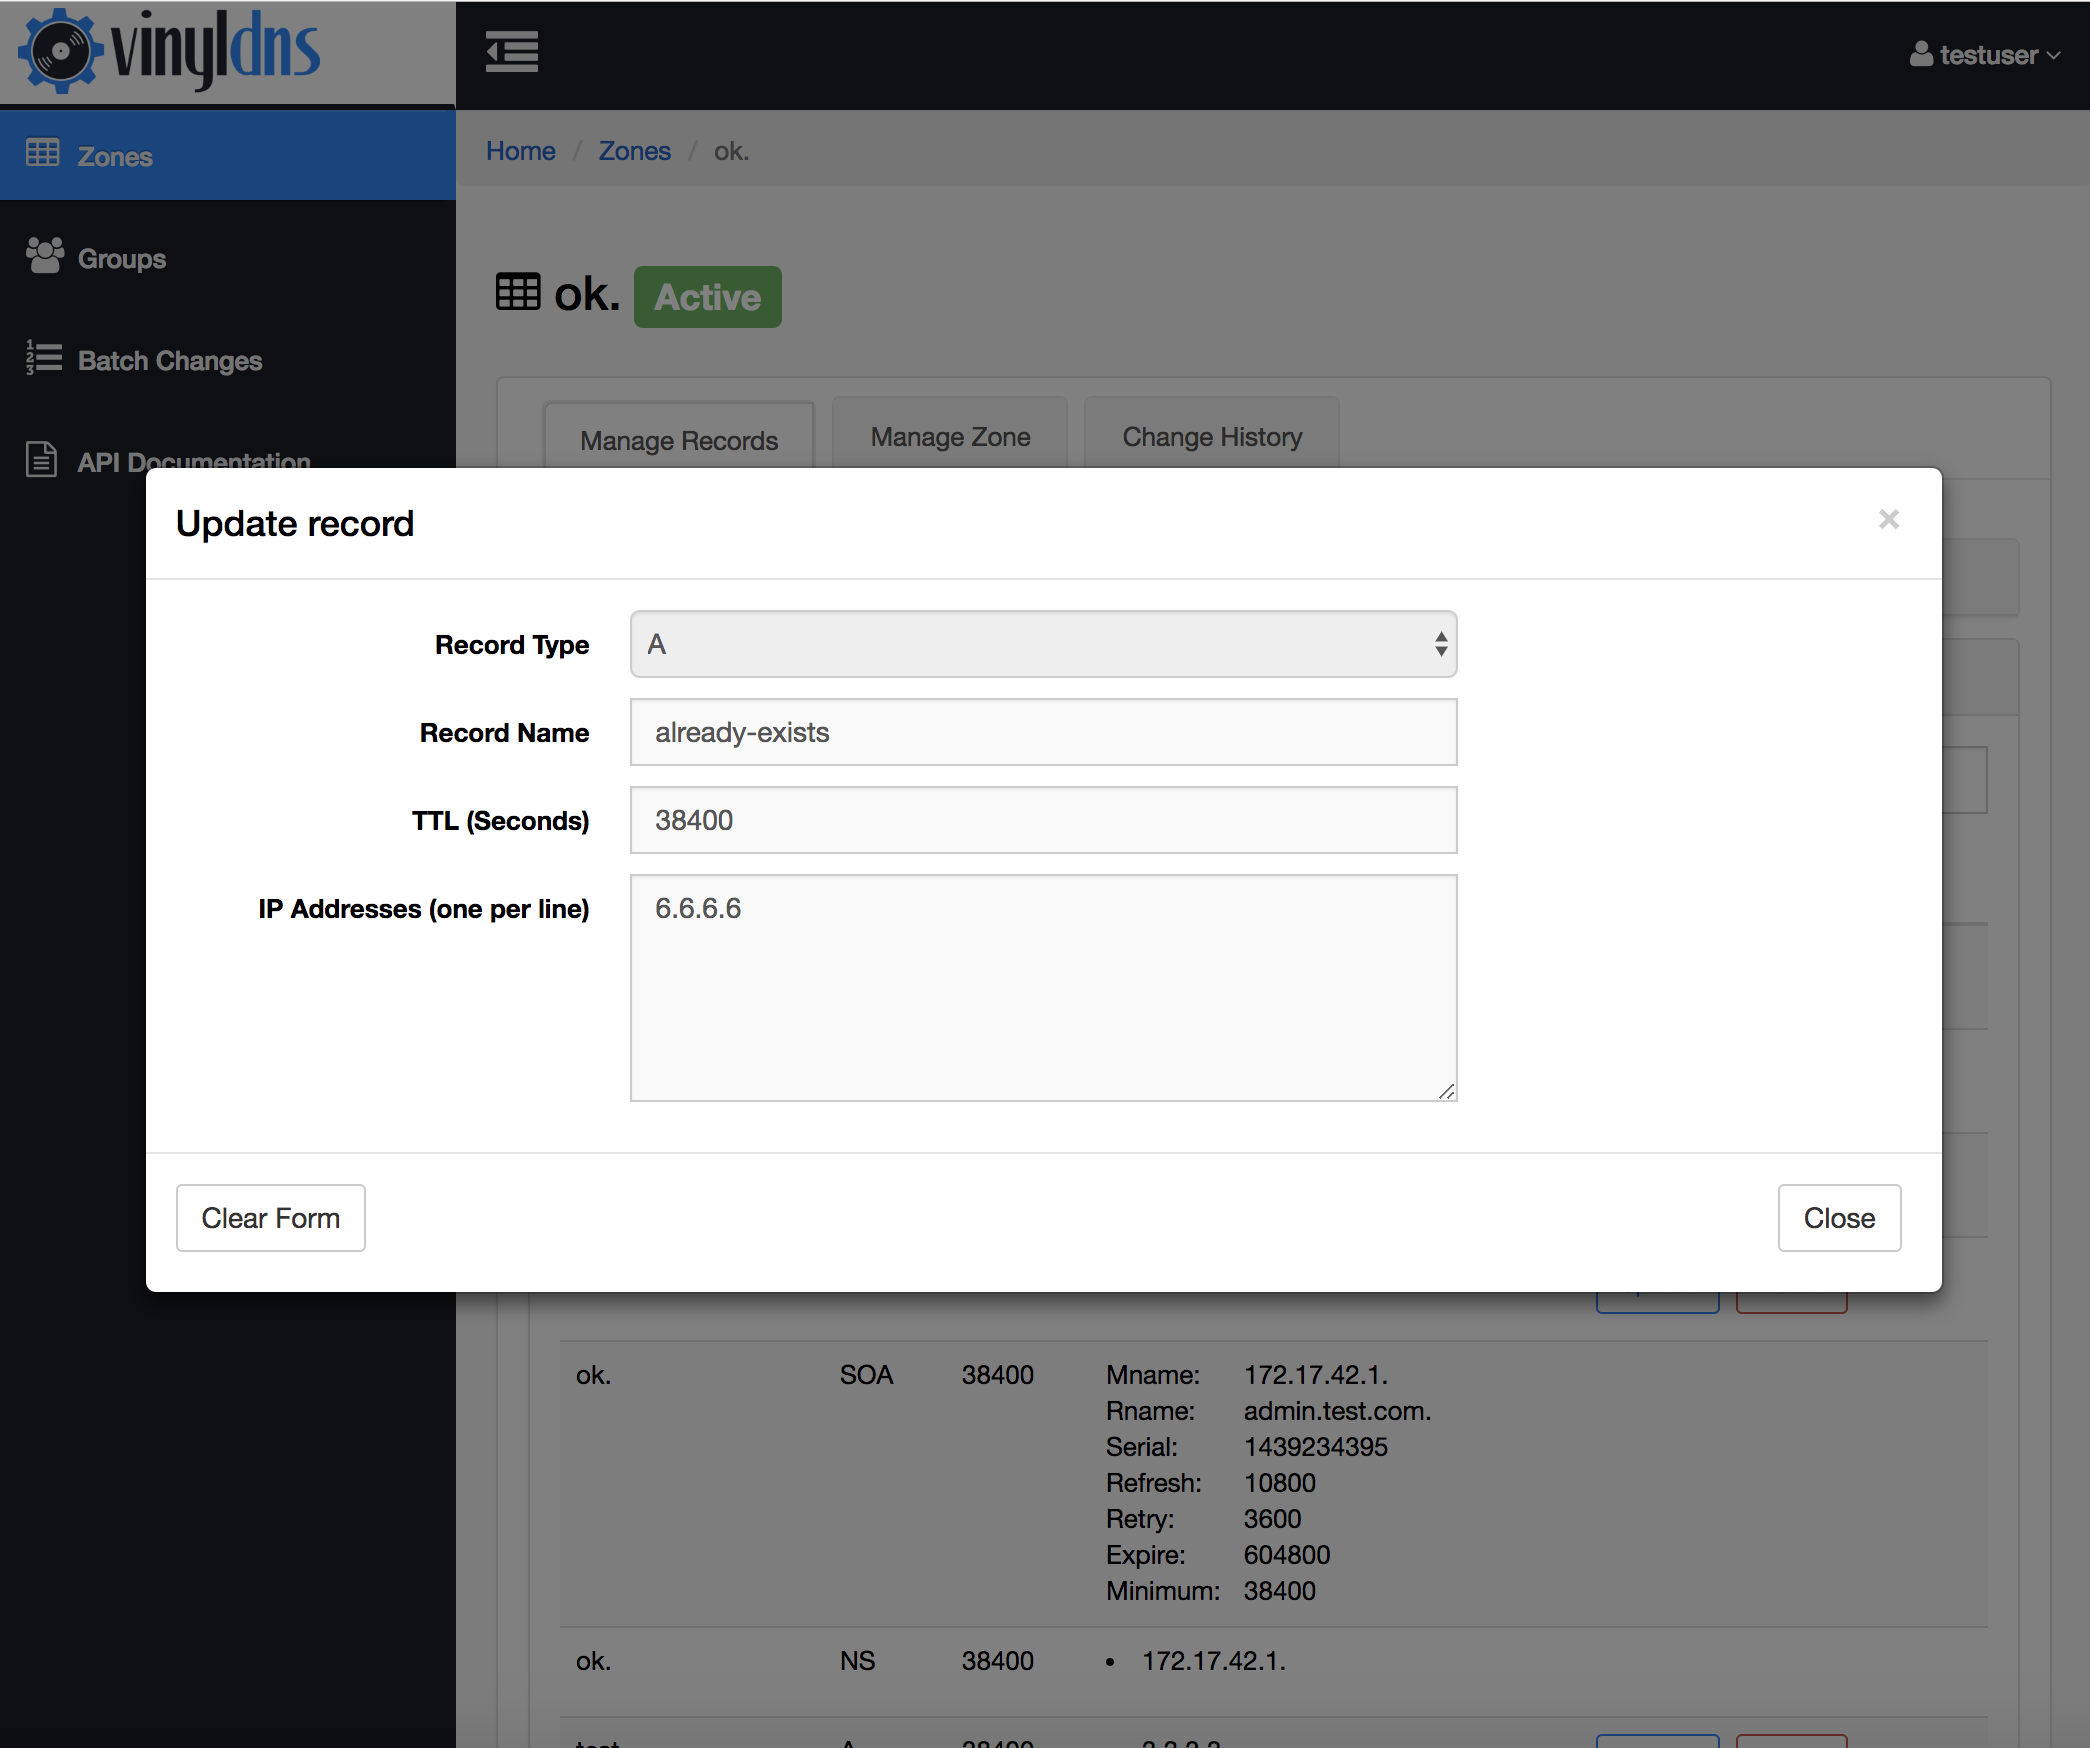 vinyldns
testuser
Zones
Groups
Batch Changes
API Documentation
Home / Zones / ok.
ok. Active
Manage Records
Manage Zone
Change History
Update record
×
Record Type
A
Record Name
already-exists
TTL (Seconds)
38400
IP Addresses (one per line)
6.6.6.6
Clear Form
Close
ok. SOA 38400 Mname: 172.17.42.1.
Rname: admin.test.com.
Serial: 1439234395
Refresh: 10800
Retry: 3600
Expire: 604800
Minimum: 38400
ok. NS 38400 • 172.17.42.1.
test A 38400